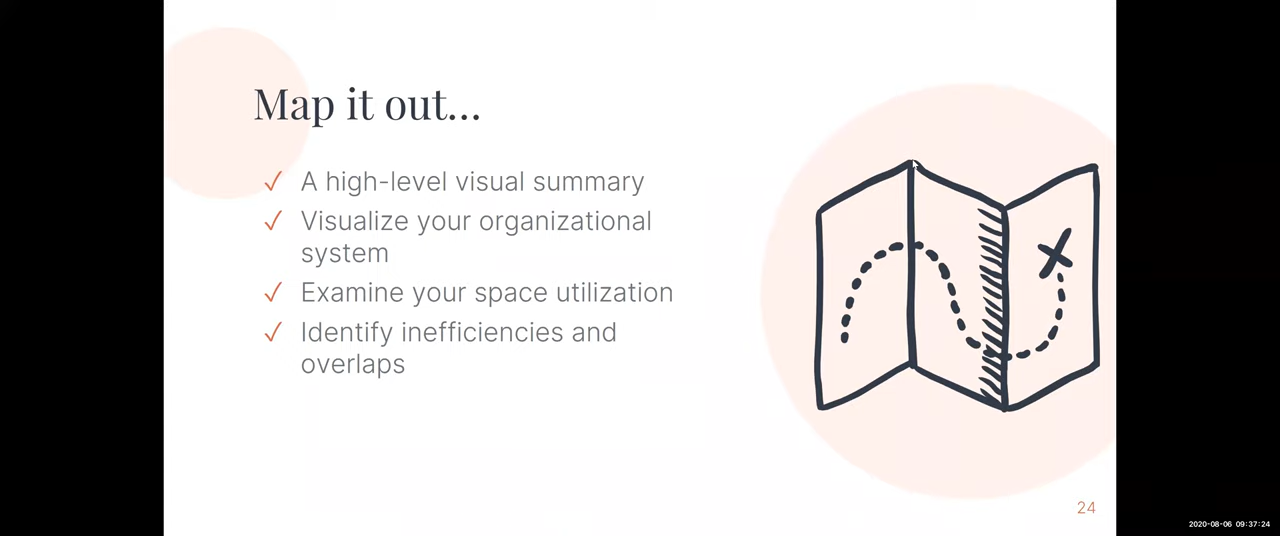 Map it out...
✓ A high-level visual summary
✓ Visualize your organizational
system
✓ Examine your space utilization
✓ Identify inefficiencies and
overlaps
24
2020-08-06 09:37:24